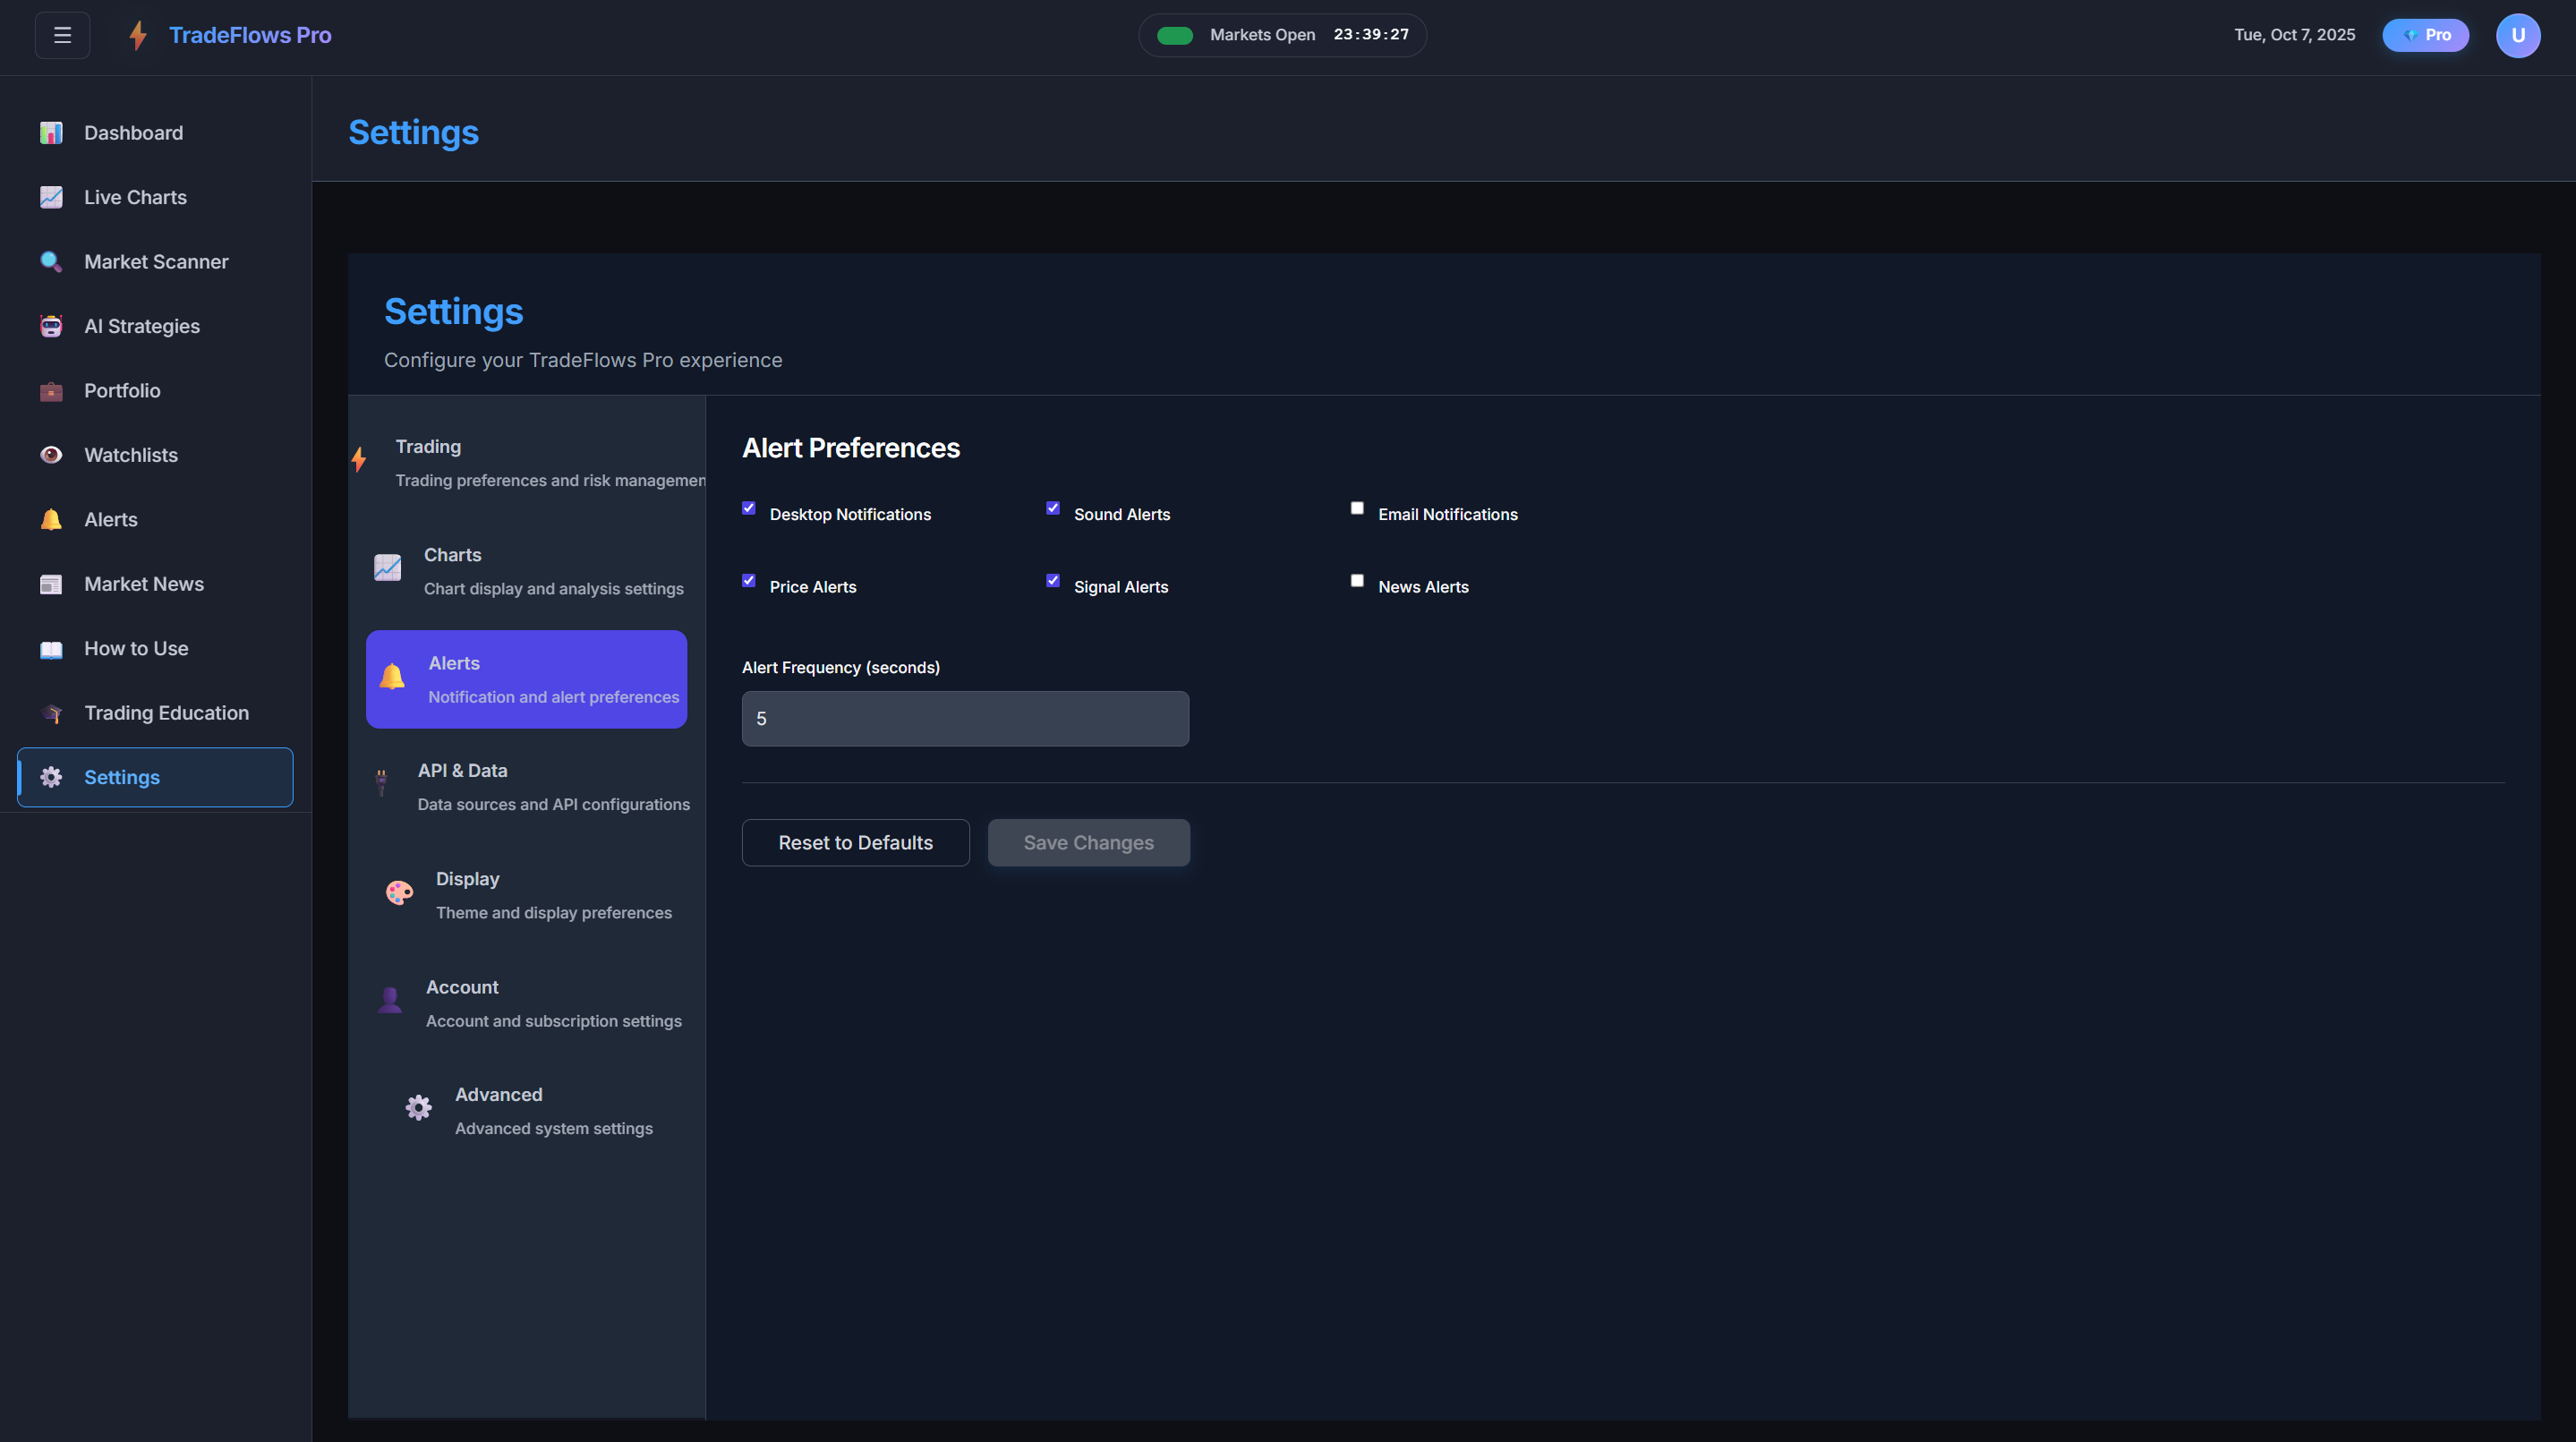 ☰ TradeFlows Pro
Markets Open 23:39:27
Tue, Oct 7, 2025 Pro U
Dashboard
Live Charts
Market Scanner
AI Strategies
Portfolio
Watchlists
Alerts
Market News
How to Use
Trading Education
Settings
Settings
Settings
Configure your TradeFlows Pro experience
Trading
Trading preferences and risk managemen
Charts
Chart display and analysis settings
Alerts
Notification and alert preferences
API & Data
Data sources and API configurations
Display
Theme and display preferences
Account
Account and subscription settings
Advanced
Advanced system settings
Alert Preferences
Desktop Notifications Sound Alerts Email Notifications
Price Alerts Signal Alerts News Alerts
Alert Frequency (seconds)
5
Reset to Defaults Save Changes